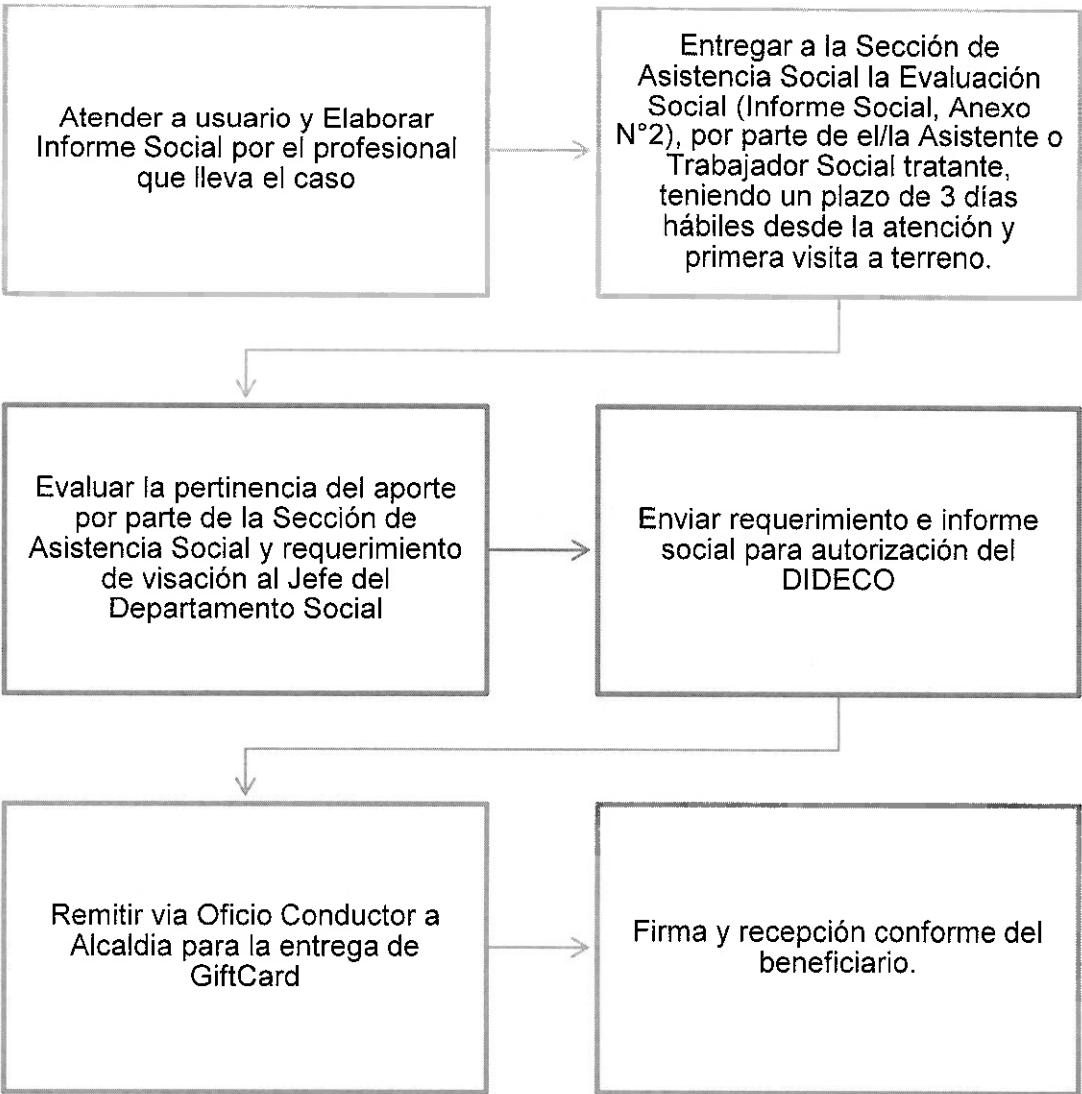 Atender a usuario y Elaborar
Informe Social por el profesional
que lleva el caso
Entregar a la Sección de
Asistencia Social la Evaluación
Social (Informe Social, Anexo
N°2), por parte de el/la Asistente o
Trabajador Social tratante,
teniendo un plazo de 3 días
hábiles desde la atención y
primera visita a terreno.
Evaluar la pertinencia del aporte
por parte de la Sección de
Asistencia Social y requerimiento
de visación al Jefe del
Departamento Social
Enviar requerimiento e informe
social para autorización del
DIDECO
Remitir via Oficio Conductor a
Alcaldia para la entrega de
GiftCard
Firma y recepción conforme del
beneficiario.